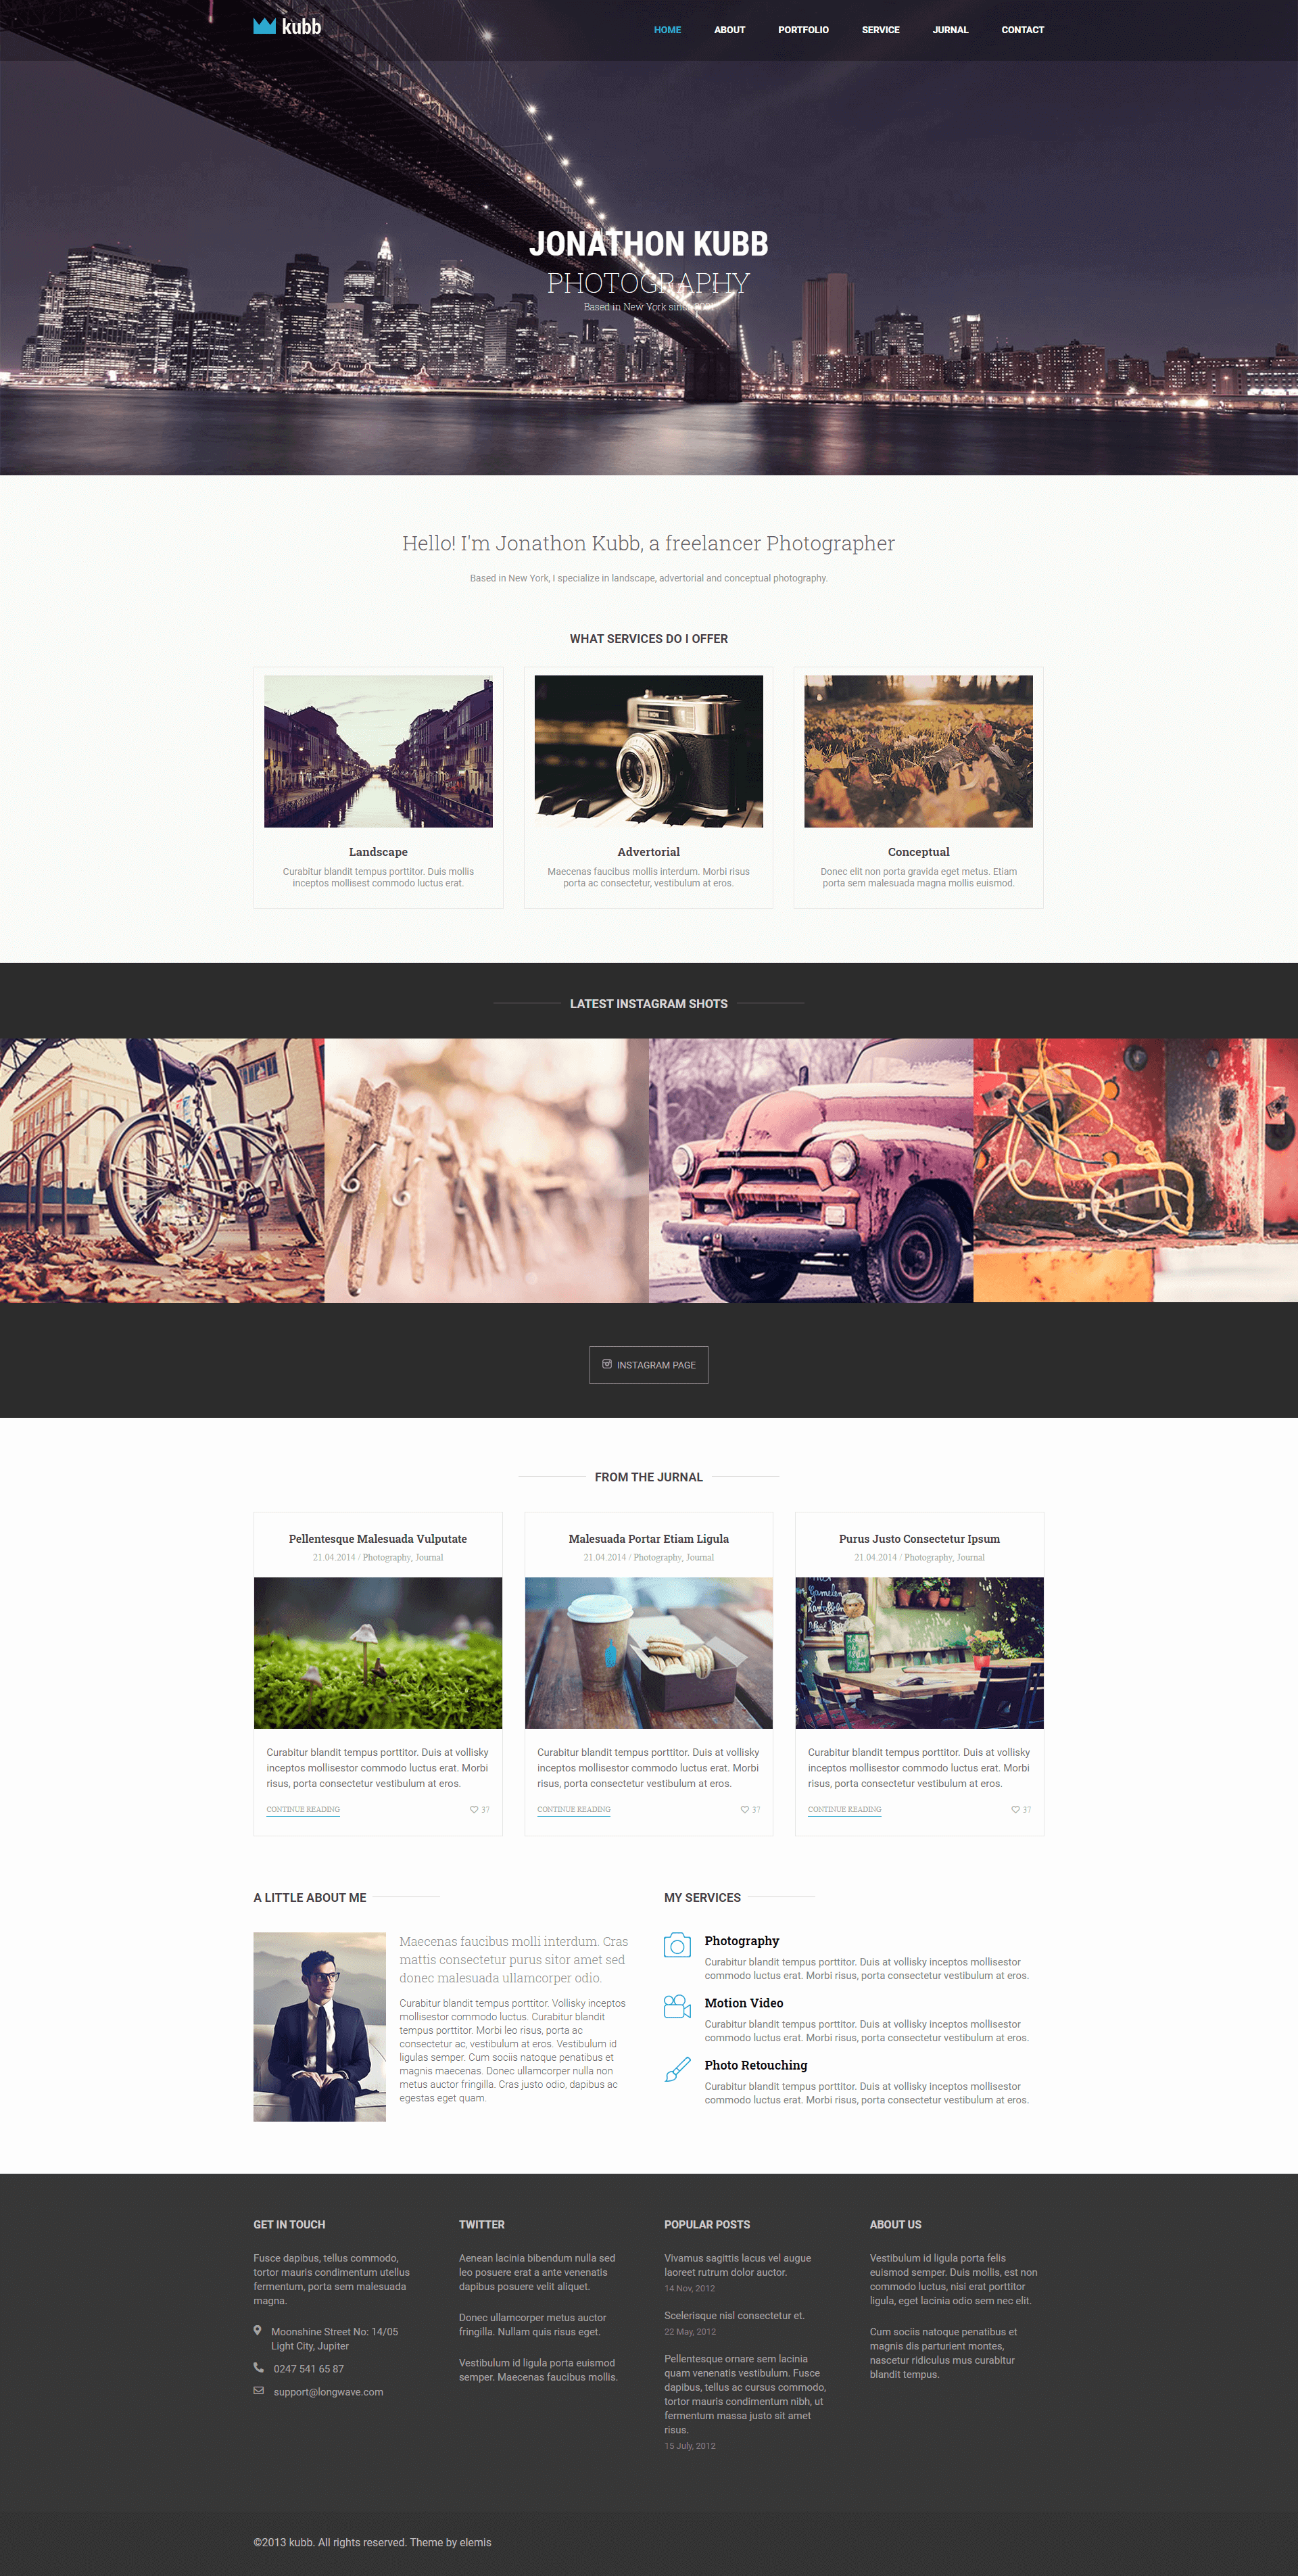 kubb
HOME ABOUT PORTFOLIO SERVICE JURNAL CONTACT
JONATHON KUBB
PHOTOGRAPHY
Based in New York since
Hello! I'm Jonathon Kubb, a freelancer Photographer
Based in New York, I specialize in landscape, advertorial and conceptual photography.
WHAT SERVICES DO I OFFER
Landscape
Curabitur blandit tempus porttitor. Duis mollis
inceptos mollisest commodo luctus erat.
Advertorial
Maecenas faucibus mollis interdum. Morbi risus
porta ac consectetur, vestibulum at eros.
Conceptual
Donec elit non porta gravida eget metus. Etiam
porta sem malesuada magna mollis euismod.
LATEST INSTAGRAM SHOTS
INSTAGRAM PAGE
FROM THE JURNAL
Pellentesque Malesuada Vulputate
21.04.2014 / Photography, Journal
Curabitur blandit tempus porttitor. Duis at vollisky
inceptos mollisestor commodo luctus erat. Morbi
risus, porta consectetur vestibulum at eros.
CONTINUE READING 37
Malesuada Portar Etiam Ligula
21.04.2014 / Photography, Journal
Curabitur blandit tempus porttitor. Duis at vollisky
inceptos mollisestor commodo luctus erat. Morbi
risus, porta consectetur vestibulum at eros.
CONTINUE READING 37
Purus Justo Consectetur Ipsum
21.04.2014 / Photography, Journal
Curabitur blandit tempus porttitor. Duis at vollisky
inceptos mollisestor commodo luctus erat. Morbi
risus, porta consectetur vestibulum at eros.
CONTINUE READING 37
A LITTLE ABOUT ME
Maecenas faucibus molli interdum. Cras
mattis consectetur purus sitor amet sed
donec malesuada ullamcorper odio.
Curabitur blandit tempus porttitor. Vollisky inceptos
mollisestor commodo luctus. Curabitur blandit
tempus porttitor. Morbi leo risus, porta ac
consectetur ac, vestibulum at eros. Vestibulum id
ligulas semper. Cum sociis natoque penatibus et
magnis maecenas. Donec ullamcorper nulla non
metus auctor fringilla. Cras justo odio, dapibus ac
egestas eget quam.
MY SERVICES
Photography
Curabitur blandit tempus porttitor. Duis at vollisky inceptos mollisestor
commodo luctus erat. Morbi risus, porta consectetur vestibulum at eros.
Motion Video
Curabitur blandit tempus porttitor. Duis at vollisky inceptos mollisestor
commodo luctus erat. Morbi risus, porta consectetur vestibulum at eros.
Photo Retouching
Curabitur blandit tempus porttitor. Duis at vollisky inceptos mollisestor
commodo luctus erat. Morbi risus, porta consectetur vestibulum at eros.
GET IN TOUCH
Fusce dapibus, tellus commodo,
tortor mauris condimentum utellus
fermentum, porta sem malesuada
magna.
Moonshine Street No: 14/05
Light City, Jupiter
0247 541 65 87
support@longwave.com
TWITTER
Aenean lacinia bibendum nulla sed
leo posuere erat a ante venenatis
dapibus posuere velit aliquet.
Donec ullamcorper metus auctor
fringilla. Nullam quis risus eget.
Vestibulum id ligula porta euismod
semper. Maecenas faucibus mollis.
POPULAR POSTS
Vivamus sagittis lacus vel augue
laoreet rutrum dolor auctor.
14 Nov, 2012
Scelerisque nisl consectetur et.
22 May, 2012
Pellentesque ornare sem lacinia
quam venenatis vestibulum. Fusce
dapibus, tellus ac cursus commodo,
tortor mauris condimentum nibh, ut
fermentum massa justo sit amet
risus.
15 July, 2012
ABOUT US
Vestibulum id ligula porta felis
euismod semper. Duis mollis, est non
commodo luctus, nisi erat porttitor
ligula, eget lacinia odio sem nec elit.
Cum sociis natoque penatibus et
magnis dis parturient montes,
nascetur ridiculus mus curabitur
blandit tempus.
©2013 kubb. All rights reserved. Theme by elemis